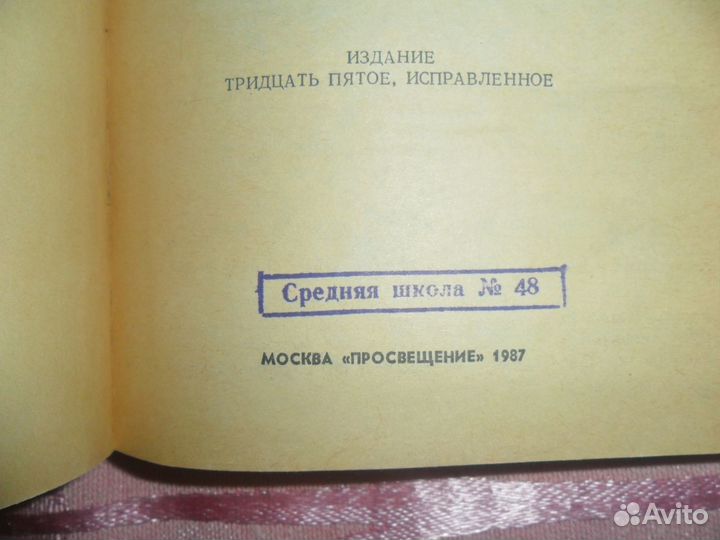 ИЗДАНИЕ
ТРИДЦАТЬ ПЯТОЕ, ИСПРАВЛЕННОЕ
Средняя школа № 48
МОСКВА «ПРОСВЕЩЕНИЕ» 1987
Avito